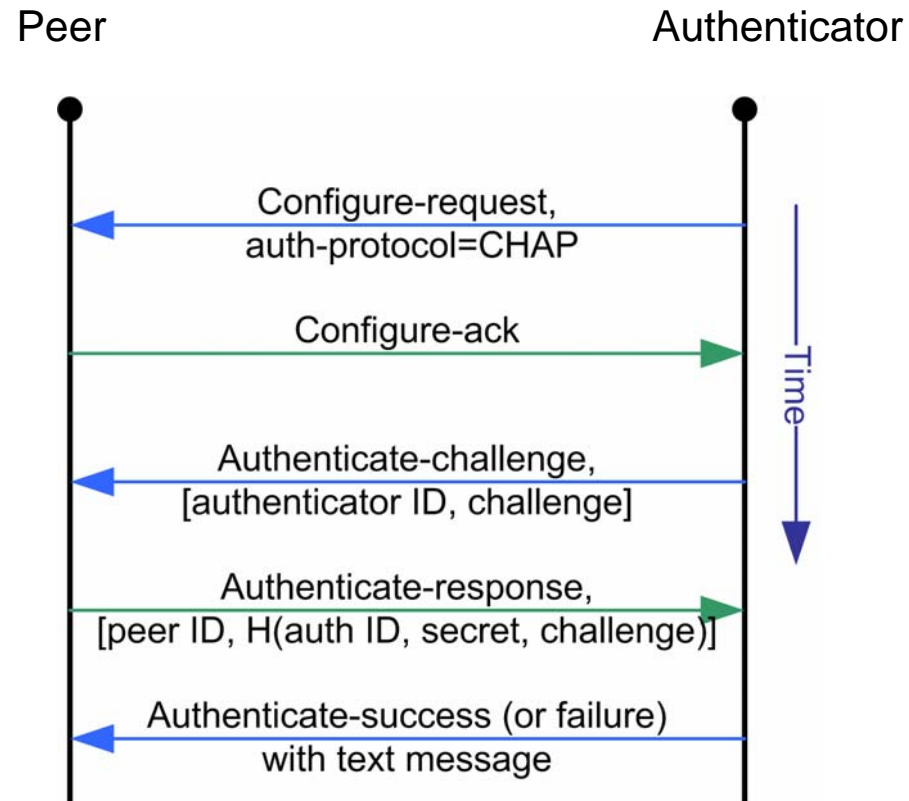 Peer
Authenticator
Configure-request,
auth-protocol=CHAP
Configure-ack
Time
Authenticate-challenge,
[authenticator ID, challenge]
Authenticate-response,
[peer ID, H(auth ID, secret, challenge)]
Authenticate-success (or failure)
with text message